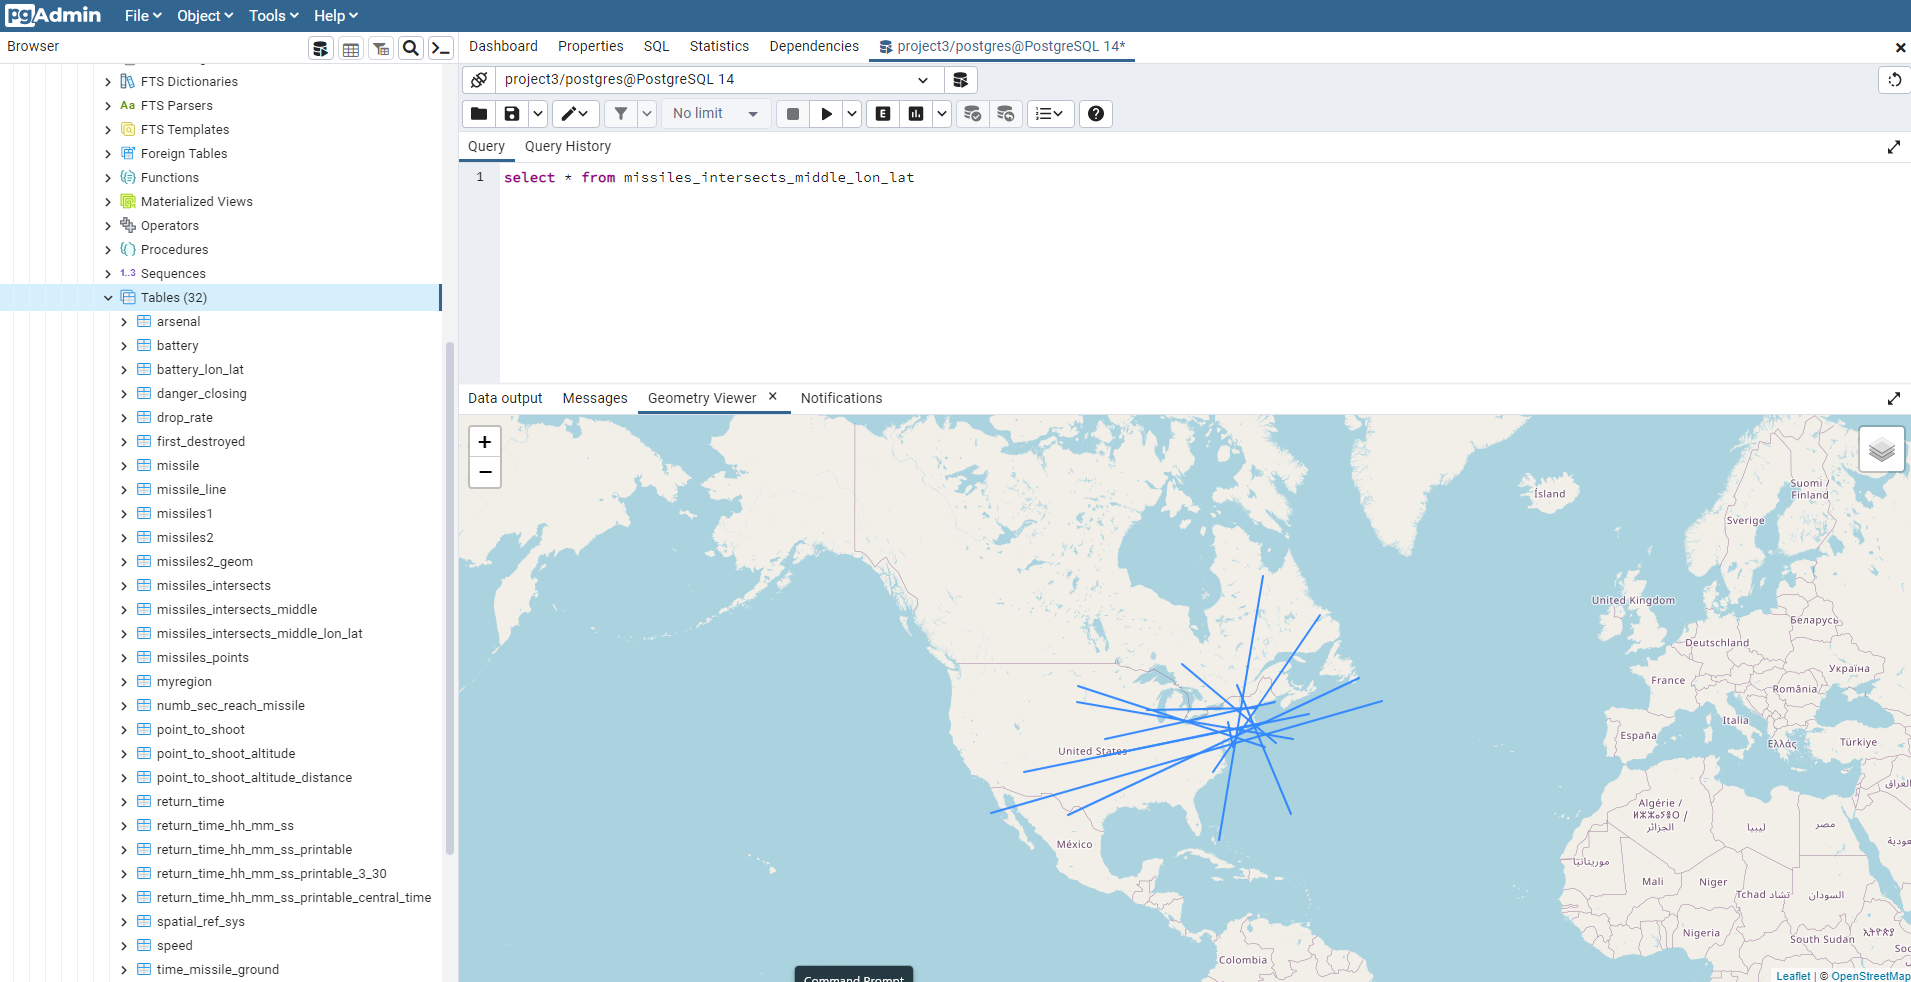 pgAdmin File Object Tools Help
Browser
Dashboard Properties SQL Statistics Dependencies project3/postgres@PostgreSQL 14*
project3/postgres@PostgreSQL 14
No limit
E
Query Query History
1 select * from missiles_intersects_middle_lon_lat
FTS Dictionaries
Aa FTS Parsers
FTS Templates
Foreign Tables
Functions
Materialized Views
Operators
Procedures
1..3 Sequences
Tables (32)
arsenal
battery
battery_lon_lat
danger_closing
drop_rate
first_destroyed
missile
missile_line
missiles1
missiles2
missiles2_geom
missiles_intersects
missiles_intersects_middle
missiles_intersects_middle_lon_lat
missiles_points
myregion
numb_sec_reach_missile
point_to_shoot
point_to_shoot_altitude
point_to_shoot_altitude_distance
return_time
return_time_hh_mm_ss
return_time_hh_mm_ss_printable
return_time_hh_mm_ss_printable_3_30
return_time_hh_mm_ss_printable_central_time
spatial_ref_sys
speed
time_missile_ground
Data output Messages Geometry Viewer Notifications
+
−
Ísland
Suomi /
Finland
Sverige
United Kingdom
Беларусь
Deutschland
Україна
France
România
Italia
España
Ελλάς
Türkiye
United States
México
Algérie /
ⵍⵣⵣⴰⵢⴻⵔ /
الجزائر
ليبيا
مصر
موريتانيا
Mali
Niger
Tchad تشاد
السودان
Nigeria
South Sudan
ኢትዮጵያ
Colombia
Command Prompt
Leaflet | © OpenStreetMap